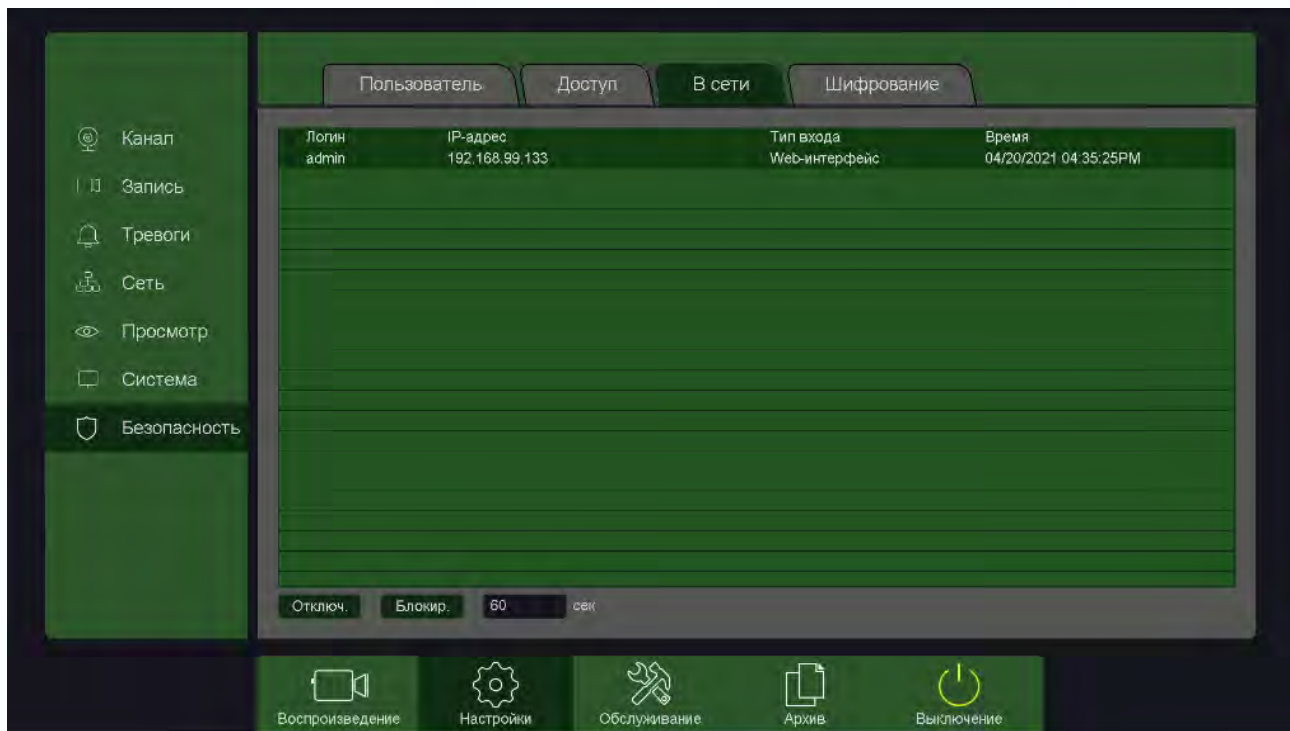 Пользователь Доступ В сети Шифрование
Канал
Запись
Тревоги
Сеть
Просмотр
Система
Безопасность
Логин IP-адрес Тип входа Время
admin 192.168.99.133 Web-интерфейс 04/20/2021 04:35:25PM
Отключ. Блокир. 60 сек
Воспроизведение Настройки Обслуживание Архив Выключение